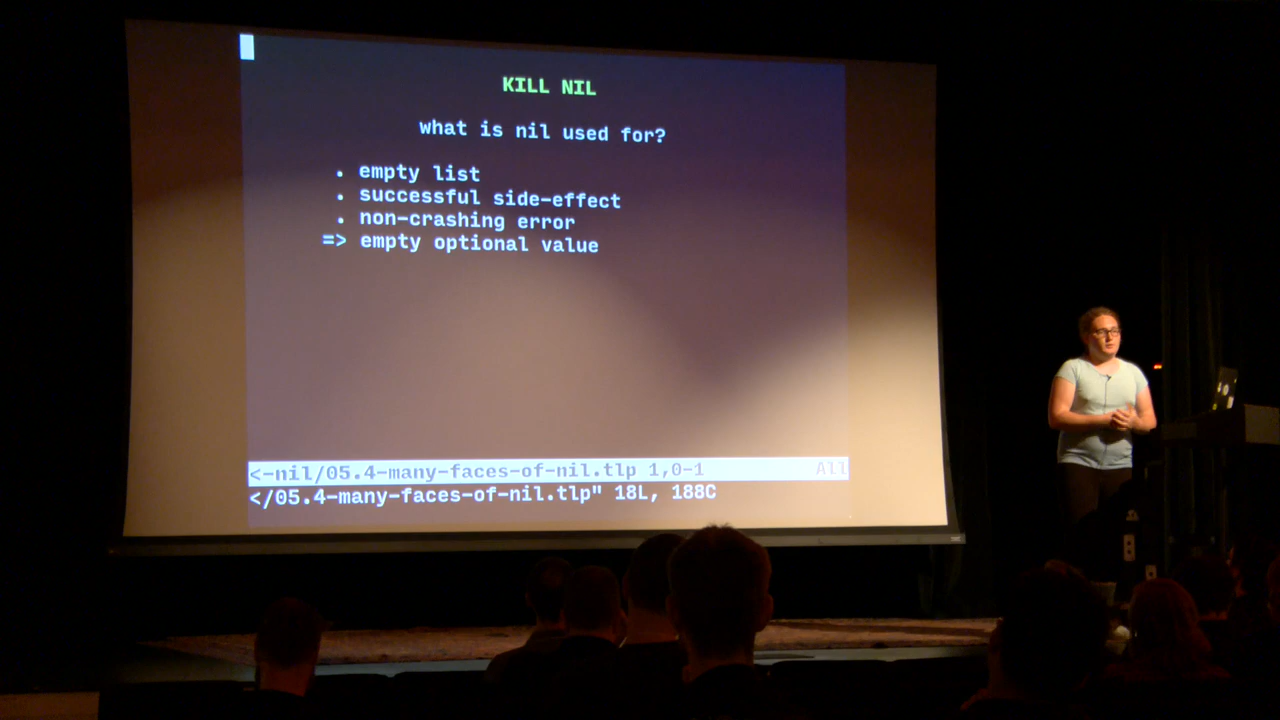 KILL NIL
what is nil used for?
. empty list
. successful side-effect
. non-crashing error
=> empty optional value
<-nil/05.4-many-faces-of-nil.tlp 1,0-1 All
</05.4-many-faces-of-nil.tlp" 18L, 188C